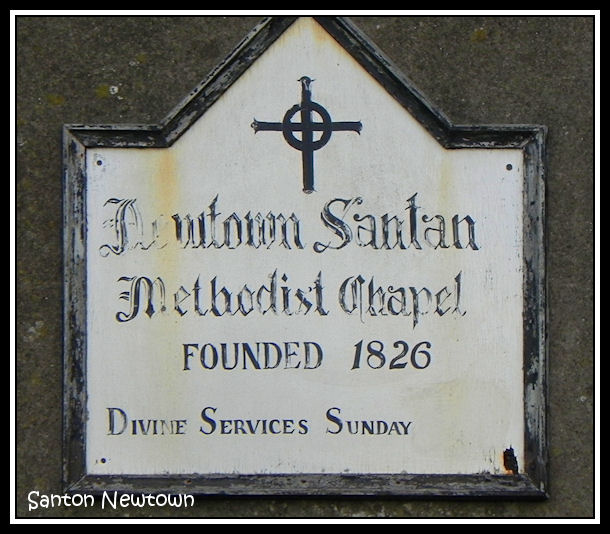 Newtown Santan
Methodist Chapel
FOUNDED 1826
DIVINE SERVICES SUNDAY
Santon Newtown